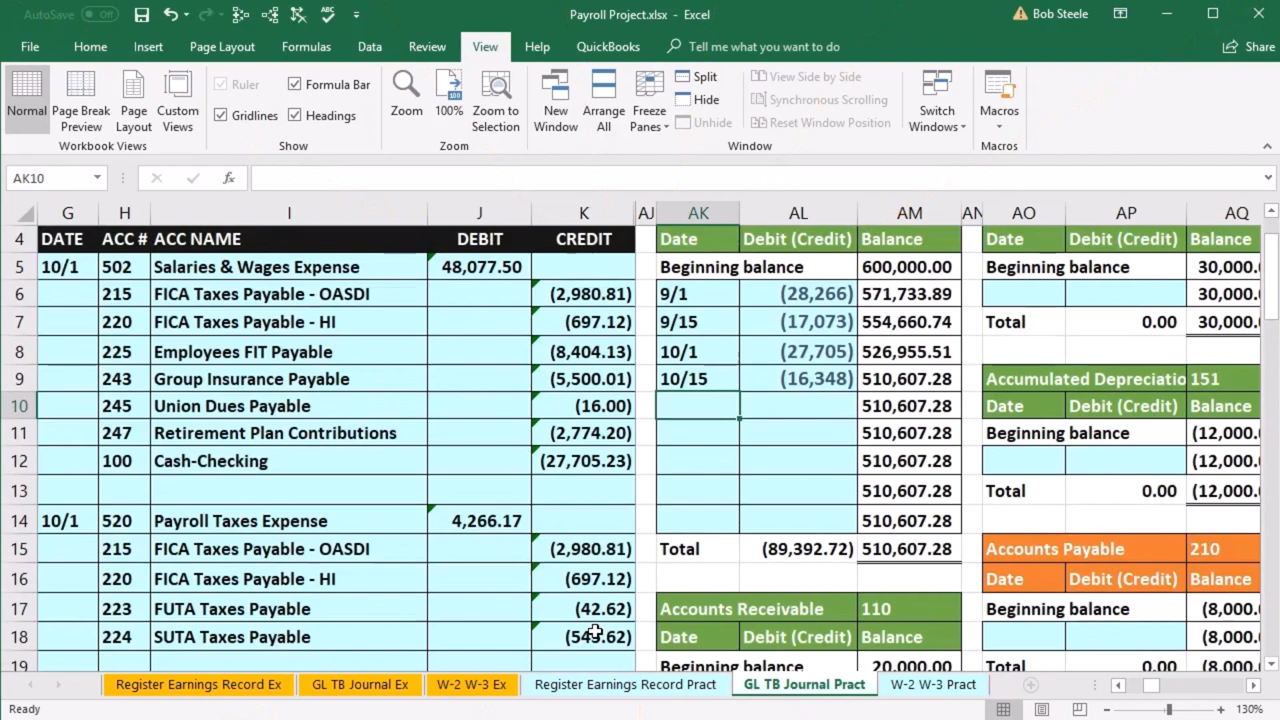 AutoSave Off Payroll Project.xlsx - Excel Bob Steele
File Home Insert Page Layout Formulas Data Review View Help QuickBooks Tell me what you want to do Share
Normal Page Break Preview Page Layout Custom Views
Workbook Views
Ruler Formula Bar
Gridlines Headings
Show
Zoom 100% Zoom to Selection
Zoom
New Window Arrange All Freeze Panes
Split View Side by Side
Hide Synchronous Scrolling
Unhide Reset Window Position
Window
Switch Windows
Macros
Macros
AK10 fx
G H I J K AJ AK AL AM AN AO AP AQ
4 DATE ACC # ACC NAME DEBIT CREDIT Date Debit (Credit) Balance Date Debit (Credit) Balance
5 10/1 502 Salaries & Wages Expense 48,077.50 Beginning balance 600,000.00 Beginning balance 30,000.
6 215 FICA Taxes Payable - OASDI (2,980.81) 9/1 (28,266) 571,733.89 30,000.
7 220 FICA Taxes Payable - HI (697.12) 9/15 (17,073) 554,660.74 Total 0.00 30,000.
8 225 Employees FIT Payable (8,404.13) 10/1 (27,705) 526,955.51
9 243 Group Insurance Payable (5,500.01) 10/15 (16,348) 510,607.28 Accumulated Depreciatio 151
10 245 Union Dues Payable (16.00) 510,607.28 Date Debit (Credit) Balance
11 247 Retirement Plan Contributions (2,774.20) 510,607.28 Beginning balance (12,000.
12 100 Cash-Checking (27,705.23) 510,607.28 (12,000.
13 510,607.28 Total 0.00 (12,000.
14 10/1 520 Payroll Taxes Expense 4,266.17 510,607.28
15 215 FICA Taxes Payable - OASDI (2,980.81) Total (89,392.72) 510,607.28 Accounts Payable 210
16 220 FICA Taxes Payable - HI (697.12) Date Debit (Credit) Balance
17 223 FUTA Taxes Payable (42.62) Accounts Receivable 110 Beginning balance (8,000.
18 224 SUTA Taxes Payable Date Debit (Credit) Balance (8,000.
19 Beginning balance 20,000.00 Total 0.00 (8,000.
Register Earnings Record Ex GL TB Journal Ex W-2 W-3 Ex Register Earnings Record Pract GL TB Journal Pract W-2 W-3 Pract
Ready 130%